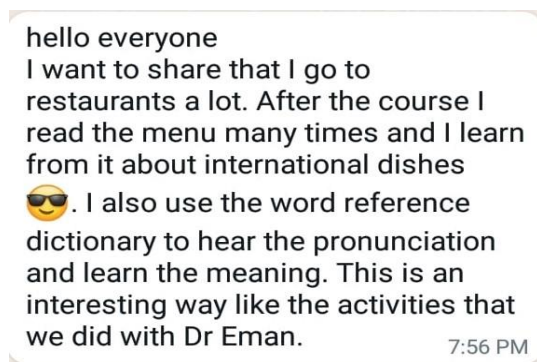 hello everyone
I want to share that I go to
restaurants a lot. After the course I
read the menu many times and I learn
from it about international dishes
😎. I also use the word reference
dictionary to hear the pronunciation
and learn the meaning. This is an
interesting way like the activities that
we did with Dr Eman.
7:56 PM